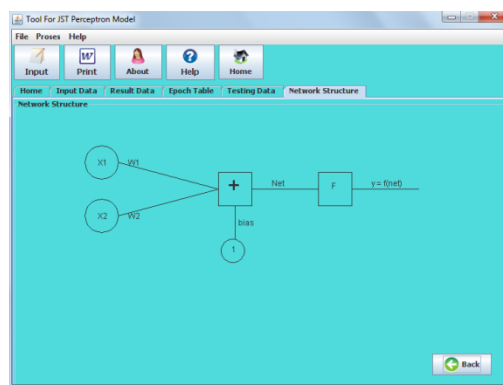 Tool For JST Perceptron Model
File Proses Help
Input Print About Help Home
Home Input Data Result Data Epoch Table Testing Data Network Structure
Network Structure
X1 W1
+ Net F y= f(net)
X2 W2
bias
1
Back